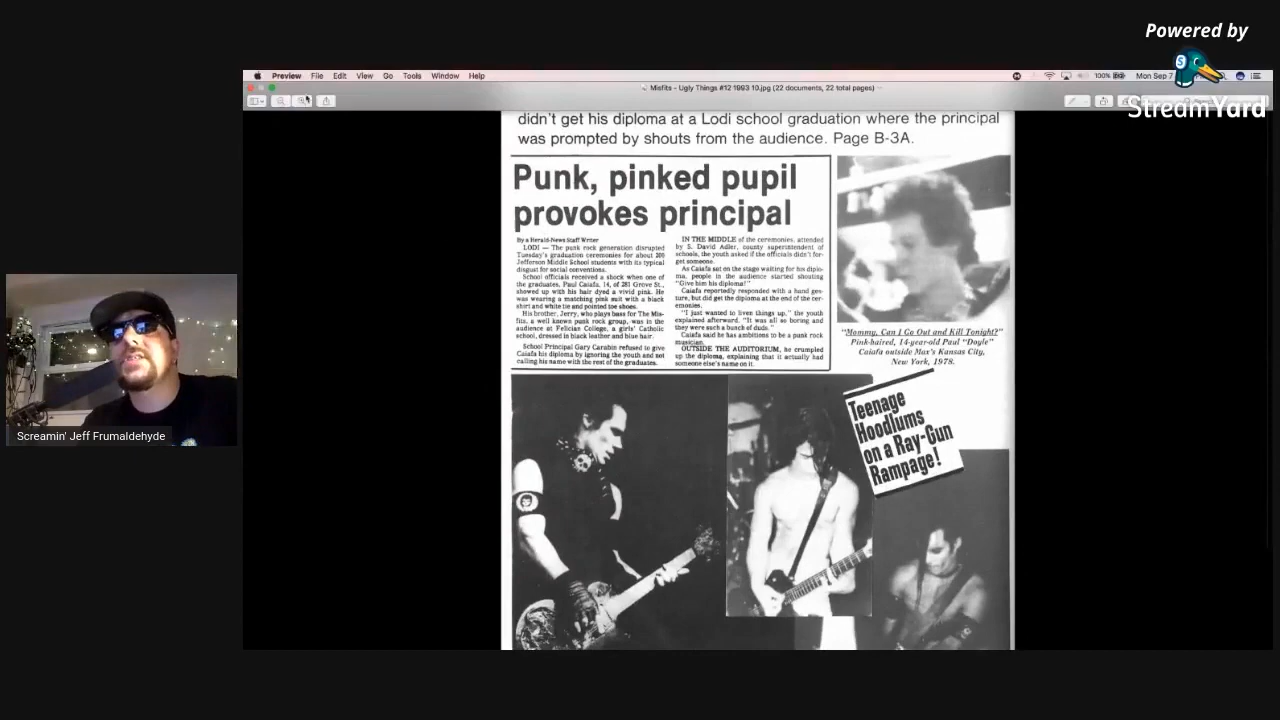 Powered by
StreamYard
Preview File Edit View Go Tools Window Help
100%
Mon Sep 7
Misfits - Ugly Things #12 1993 10.jpg (22 documents, 22 total pages)
didn't get his diploma at a Lodi school graduation where the principal
was prompted by shouts from the audience. Page B-3A.
Punk, pinked pupil
provokes principal
By a Herald-News Staff Writer
LODI — The punk rock generation disrupted
Tuesday's graduation ceremonies for about 200
Jefferson Middle School students with its typical
disgust for social conventions.
School officials received a shock when one of
the graduates, Paul Caiafa, 14, of 281 Grove St.,
showed up with his hair dyed a vivid pink. He
was wearing a matching pink suit with a black
shirt and white tie and pointed toe shoes.
His brother, Jerry, who plays bass for The Mis-
fits, a well known punk rock group, was in the
audience at Felician College, a girls' Catholic
school, dressed in black leather and blue hair.
School Principal Gary Carabin refused to give
Caiafa his diploma by ignoring the youth and not
calling his name with the rest of the graduates.
IN THE MIDDLE of the ceremonies, attended
by S. David Adler, county superintendent of
schools, the youth asked if the officials didn't for-
get someone.
As Caiafa sat on the stage waiting for his diplo-
ma, people in the audience started shouting
"Give him his diploma!"
Caiafa reportedly responded with a hand ges-
ture, but did get the diploma at the end of the cer-
emonies.
"I just wanted to liven things up," the youth
explained afterward. "It was all so boring and
they were such a bunch of duds."
Caiafa said he has ambitions to be a punk rock
musician.
OUTSIDE THE AUDITORIUM, he crumpled
up the diploma, explaining that it actually had
someone else's name on it.
"Mommy, Can I Go Out and Kill Tonight?"
Pink-haired, 14-year-old Paul "Doyle"
Caiafa outside Max's Kansas City,
New York, 1978.
Teenage
Hoodlums
on a Ray-Gun
Rampage!
Screamin' Jeff Frumaldehyde